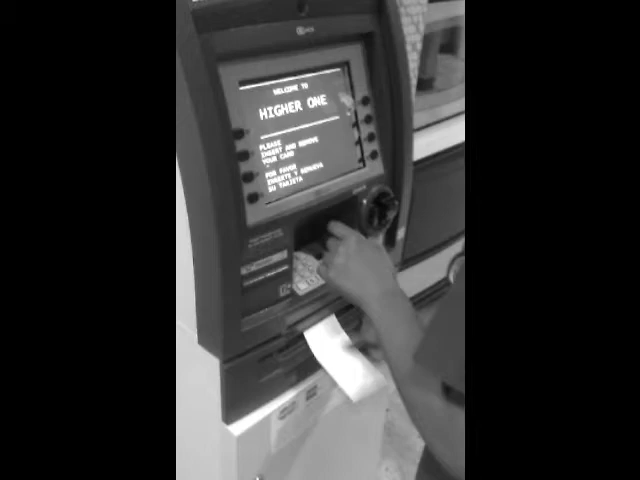 WELCOME TO
HIGHER ONE
PLEASE
INSERT AND REMOVE
YOUR CARD
POR FAVOR
INSERTE Y REMUEVA
SU TARJETA